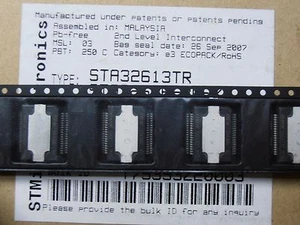 Manufactured under patents or patents pending
Assembled in: MALAYSIA
Pb-free 2nd Level Interconnect
MSL: 03 Bag seal date: 26 Sep 2007
PBT: 250 C Category: e3 ECOPACK/RoHS
TYPE: STA32613TR
Please provide the bulk ID for any inquiry
STMi
ronics